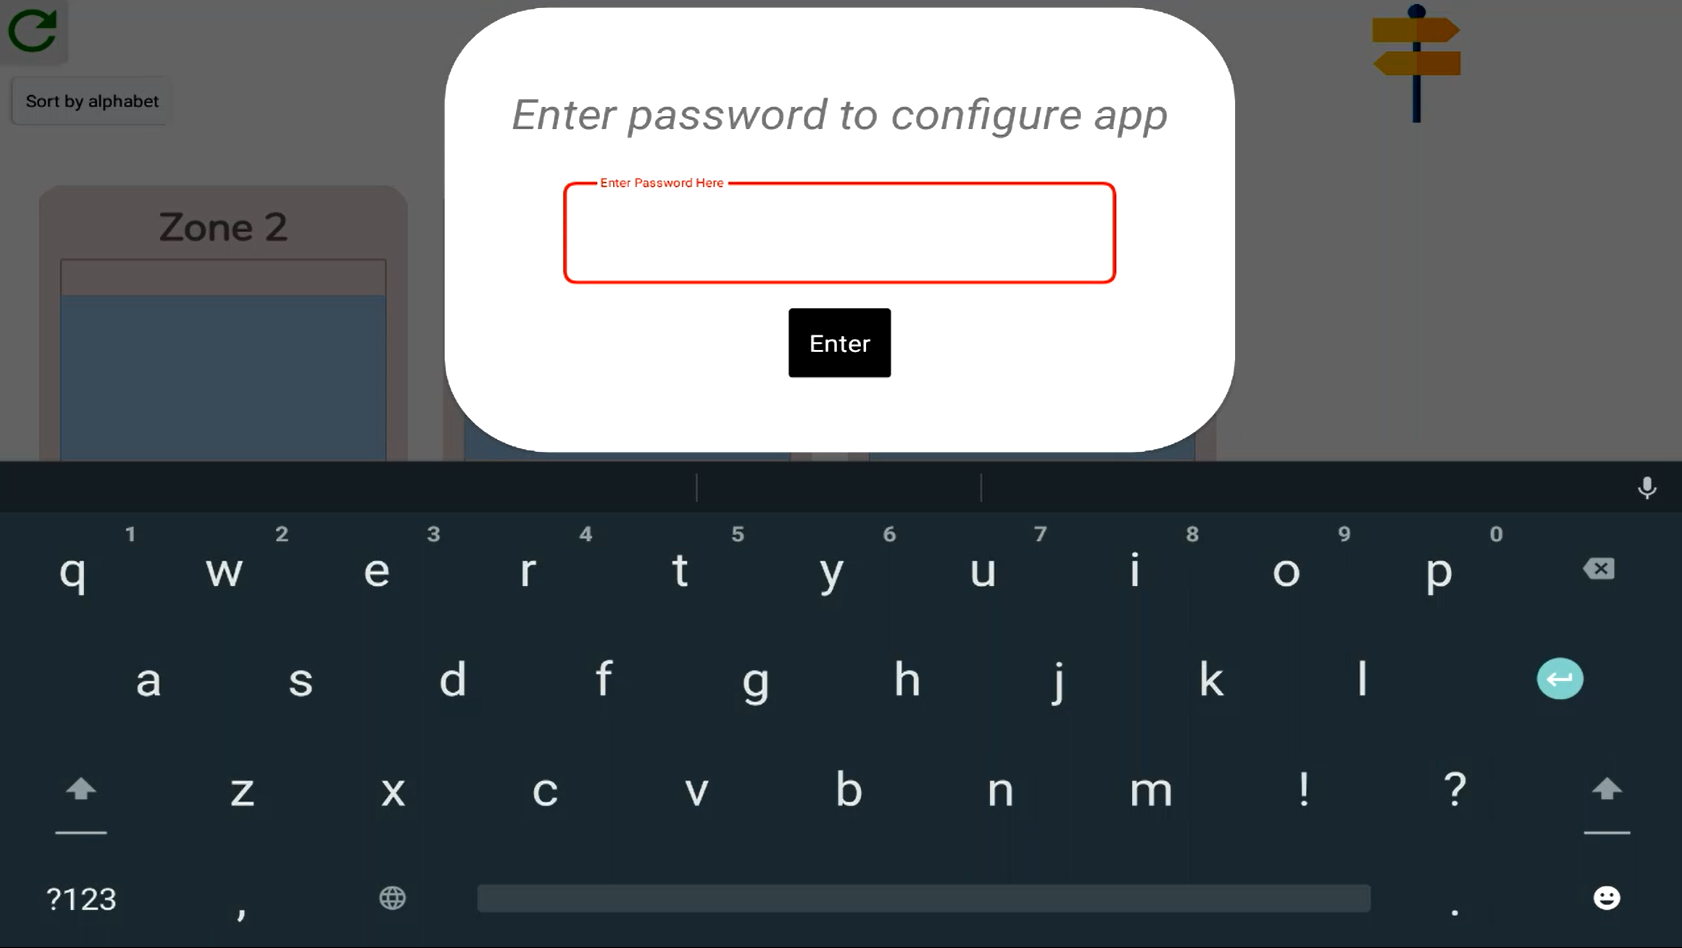 Sort by alphabet
Enter password to configure app
Enter Password Here
Zone 2
Enter
1 2 3 4 5 6 7 8 9 0
q w e r t y u i o p
a s d f g h j k l
z x c v b n m ! ?
?123 , .